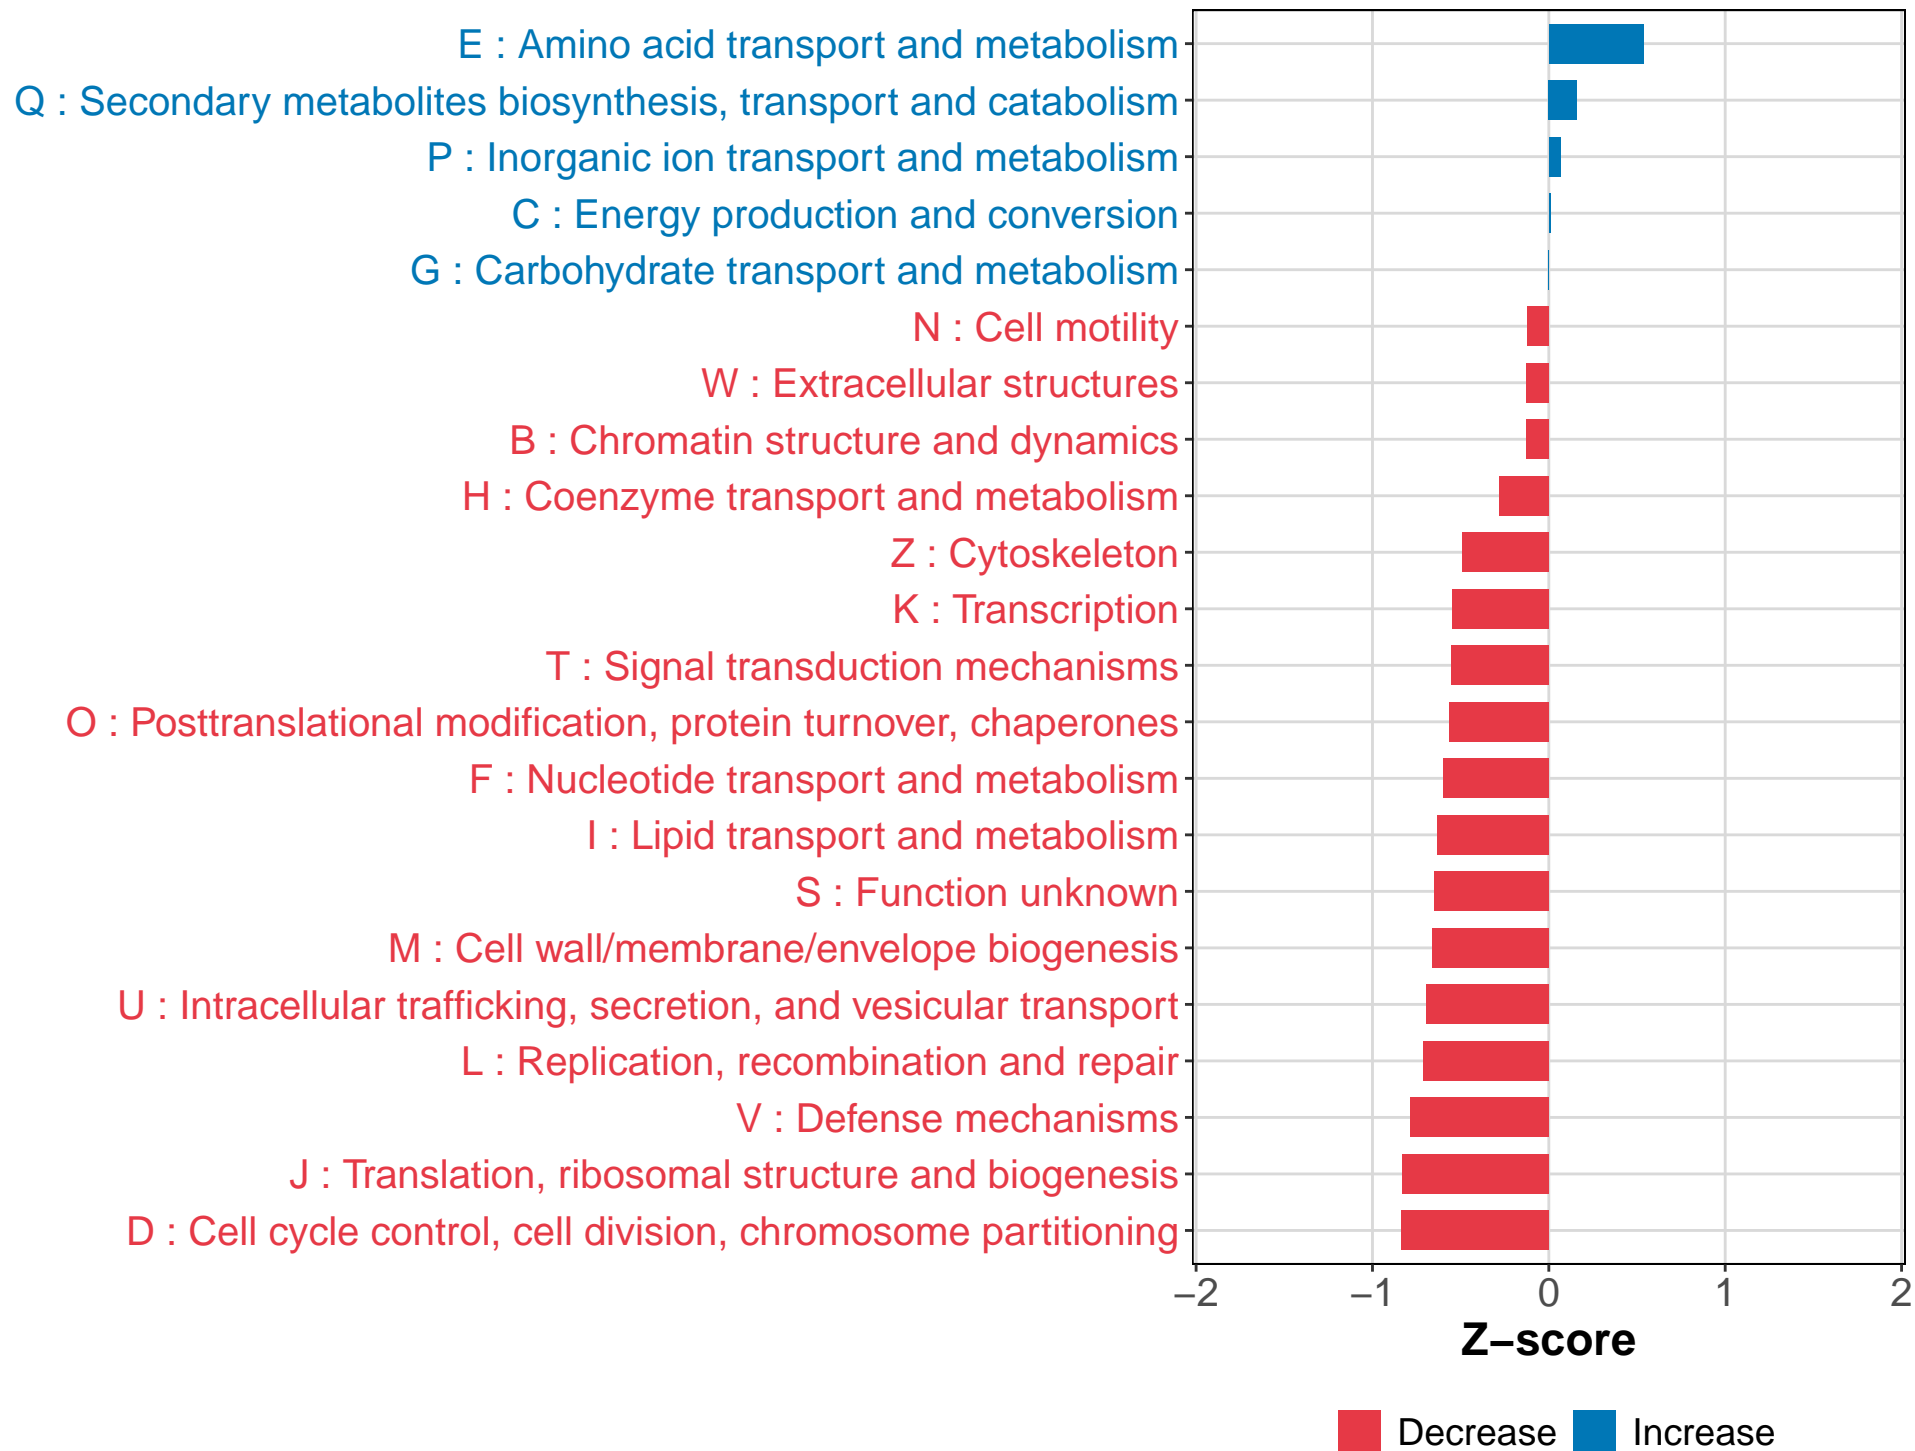 E : Amino acid transport and metabolism
Q : Secondary metabolites biosynthesis, transport and catabolism
P : Inorganic ion transport and metabolism
C : Energy production and conversion
G : Carbohydrate transport and metabolism
N : Cell motility
W : Extracellular structures
B : Chromatin structure and dynamics
H : Coenzyme transport and metabolism
Z : Cytoskeleton
K : Transcription
T : Signal transduction mechanisms
O : Posttranslational modification, protein turnover, chaperones
F : Nucleotide transport and metabolism
I : Lipid transport and metabolism
S : Function unknown
M : Cell wall/membrane/envelope biogenesis
U : Intracellular trafficking, secretion, and vesicular transport
L : Replication, recombination and repair
V : Defense mechanisms
J : Translation, ribosomal structure and biogenesis
D : Cell cycle control, cell division, chromosome partitioning
−2 −1 0 1 2
Z−score
Decrease Increase